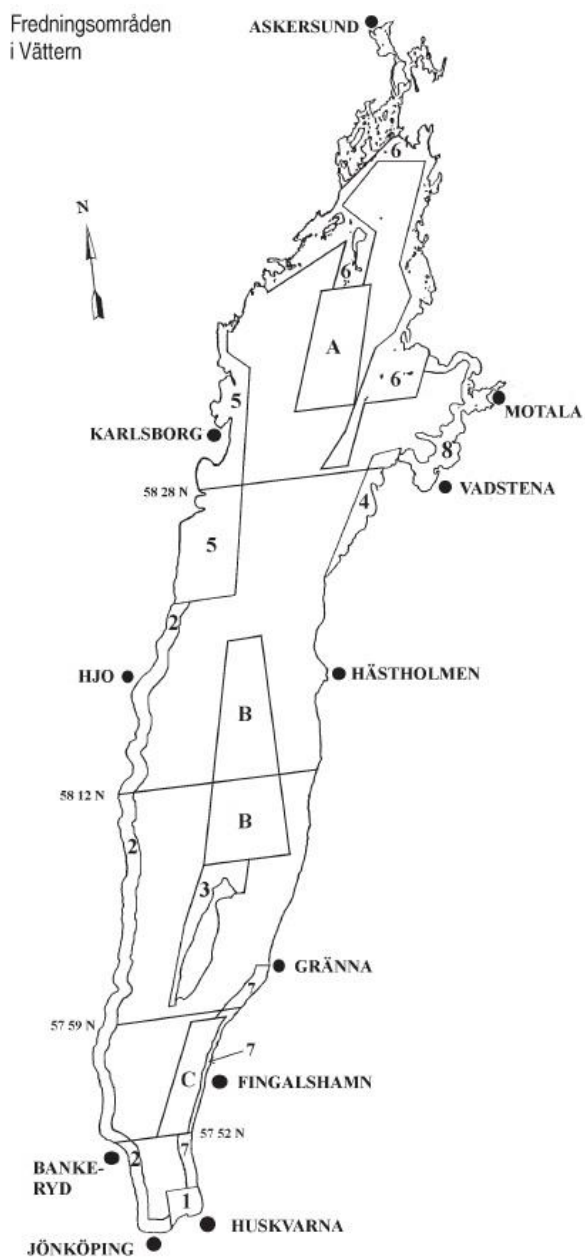 Fredningsområden
i Vättern
ASKERSUND
6
N
6
A
5
6
MOTALA
KARLSBORG
8
58 28 N
VADSTENA
4
5
2
HJO
HÄSTHOLMEN
B
58 12 N
B
2
3
GRÄNNA
7
57 59 N
7
C
FINGALSHAMN
57 52 N
BANKE-
RYD
2
7
1
HUSKVARNA
JÖNKÖPING